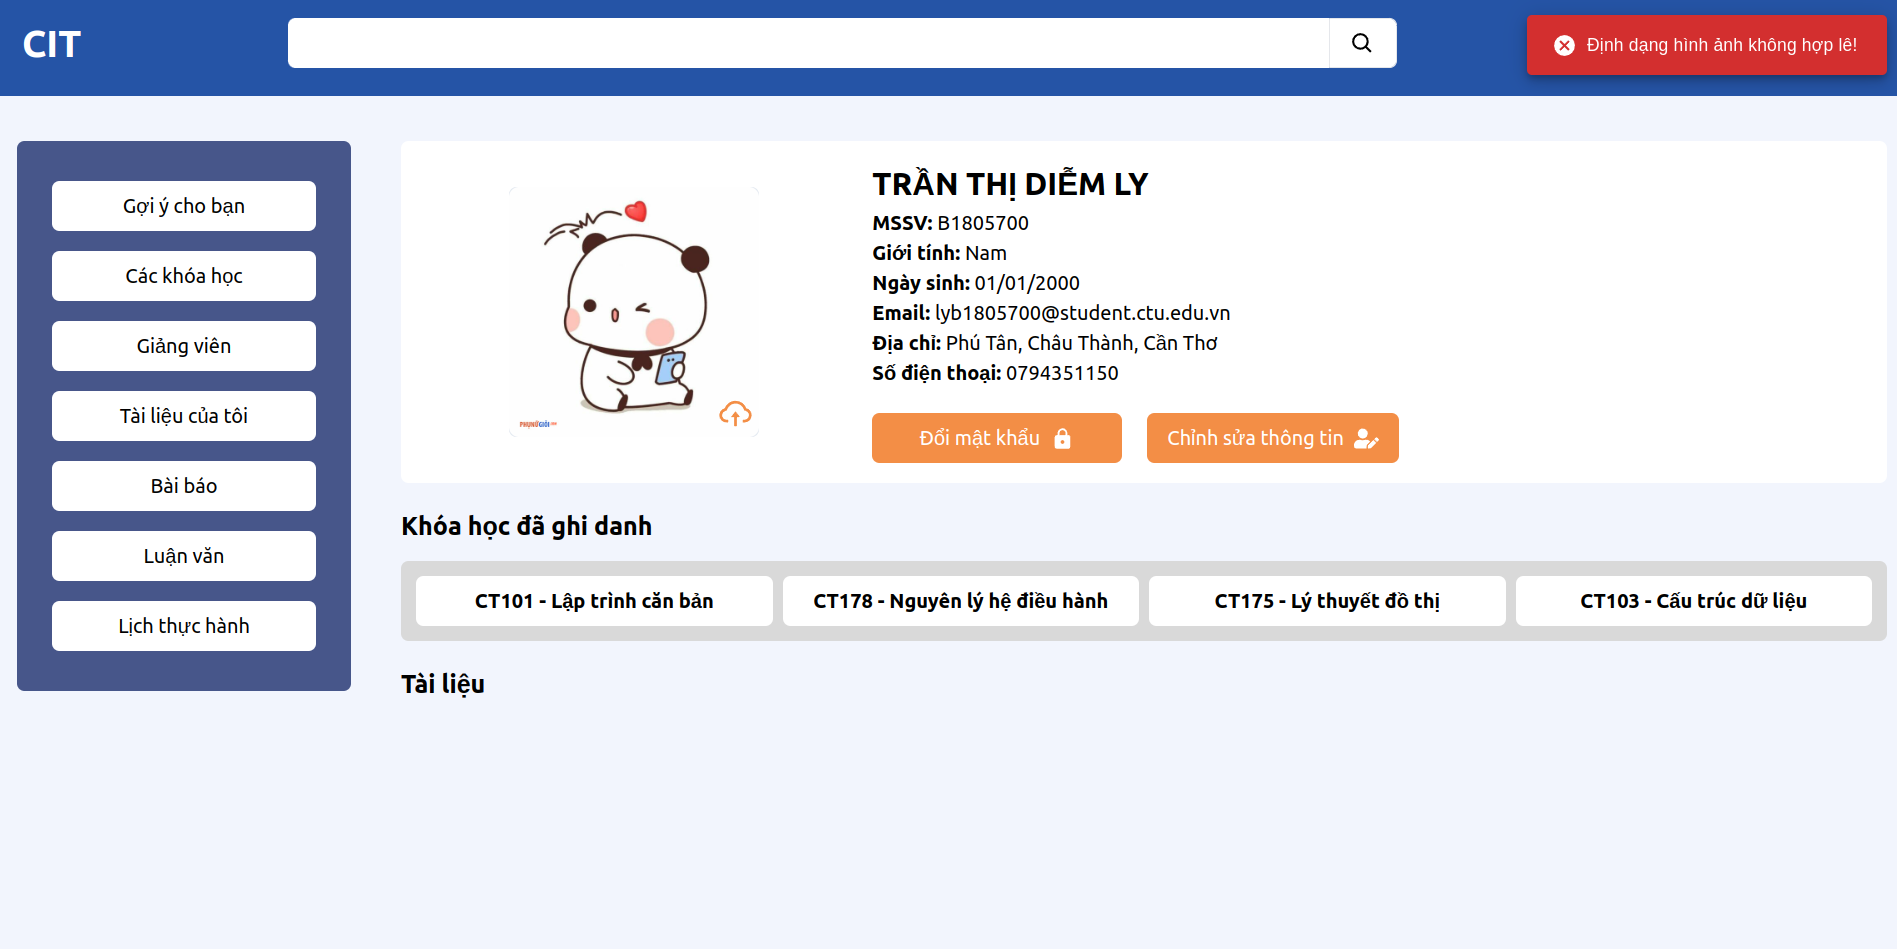 CIT
Định dạng hình ảnh không hợp lê!
Gợi ý cho bạn
Các khóa học
Giảng viên
Tài liệu của tôi
Bài báo
Luận văn
Lịch thực hành
PHỤNỮGIỎI
TRẦN THỊ DIỄM LY
MSSV: B1805700
Giới tính: Nam
Ngày sinh: 01/01/2000
Email: lyb1805700@student.ctu.edu.vn
Địa chỉ: Phú Tân, Châu Thành, Cần Thơ
Số điện thoại: 0794351150
Đổi mật khẩu
Chỉnh sửa thông tin
Khóa học đã ghi danh
CT101 - Lập trình căn bản
CT178 - Nguyên lý hệ điều hành
CT175 - Lý thuyết đồ thị
CT103 - Cấu trúc dữ liệu
Tài liệu